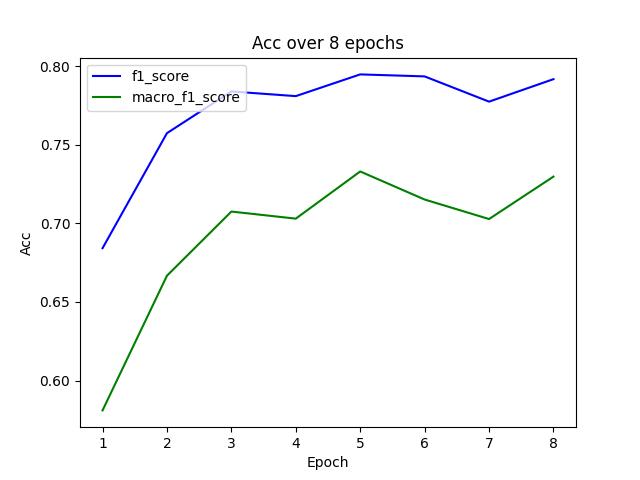 Acc over 8 epochs
f1_score
macro_f1_score
0.80
0.75
0.70
0.65
0.60
Acc
1 2 3 4 5 6 7 8
Epoch